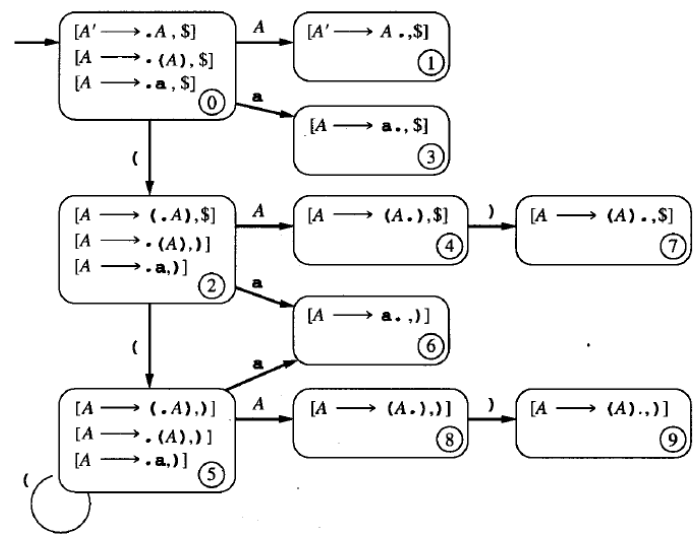 [A' ⟶ .A, $] A [A' ⟶ A., $]
[A ⟶ .(A), $]
[A ⟶ .a, $] 0 1
a
[A ⟶ a., $]
( 3
[A ⟶ (.A), $] A [A ⟶ (A.), $] ) [A ⟶ (A)., $]
[A ⟶ .(A), )]
[A ⟶ .a, )] 2 4 7
a
[A ⟶ a., )]
( 6
a
[A ⟶ (.A), )] A [A ⟶ (A.), )] ) [A ⟶ (A)., )]
[A ⟶ .(A), )]
[A ⟶ .a, )] 5 8 9
(